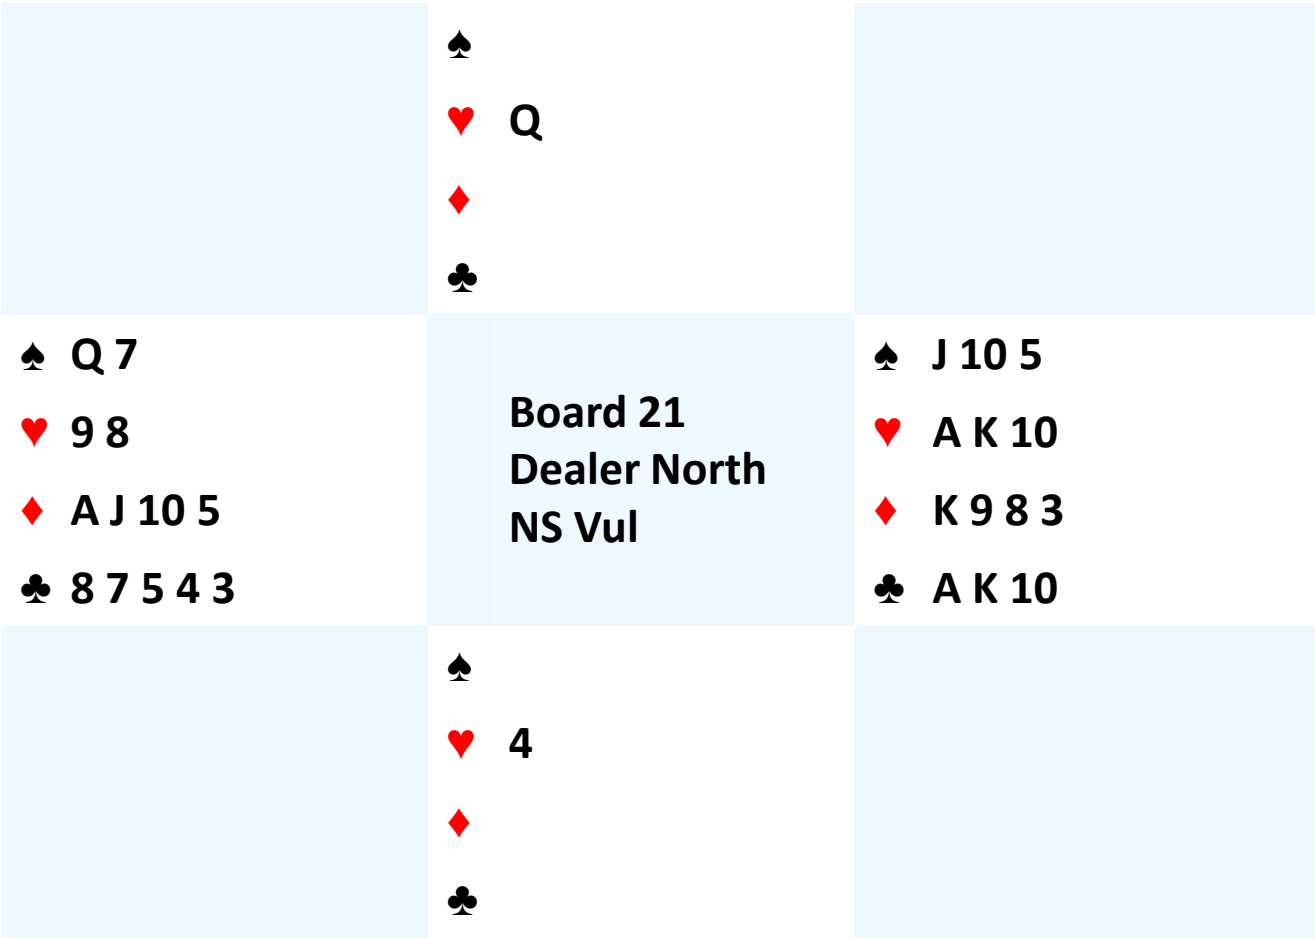 ♠
♥ Q
♦
♣
♠ Q 7
♥ 9 8
♦ A J 10 5
♣ 8 7 5 4 3
Board 21
Dealer North
NS Vul
♠ J 10 5
♥ A K 10
♦ K 9 8 3
♣ A K 10
♠
♥ 4
♦
♣